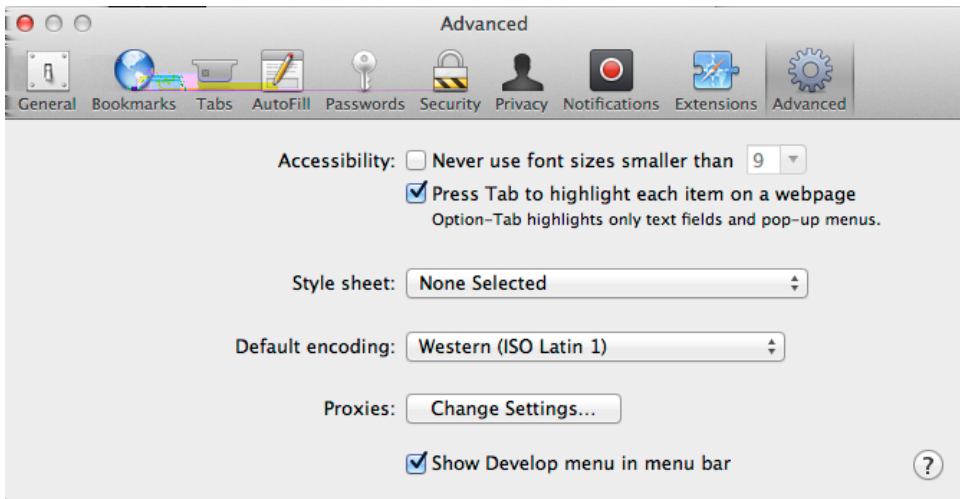 Advanced
General Bookmarks Tabs AutoFill Passwords Security Privacy Notifications Extensions Advanced
Accessibility: Never use font sizes smaller than 9
Press Tab to highlight each item on a webpage
Option-Tab highlights only text fields and pop-up menus.
Style sheet: None Selected
Default encoding: Western (ISO Latin 1)
Proxies: Change Settings...
Show Develop menu in menu bar
?